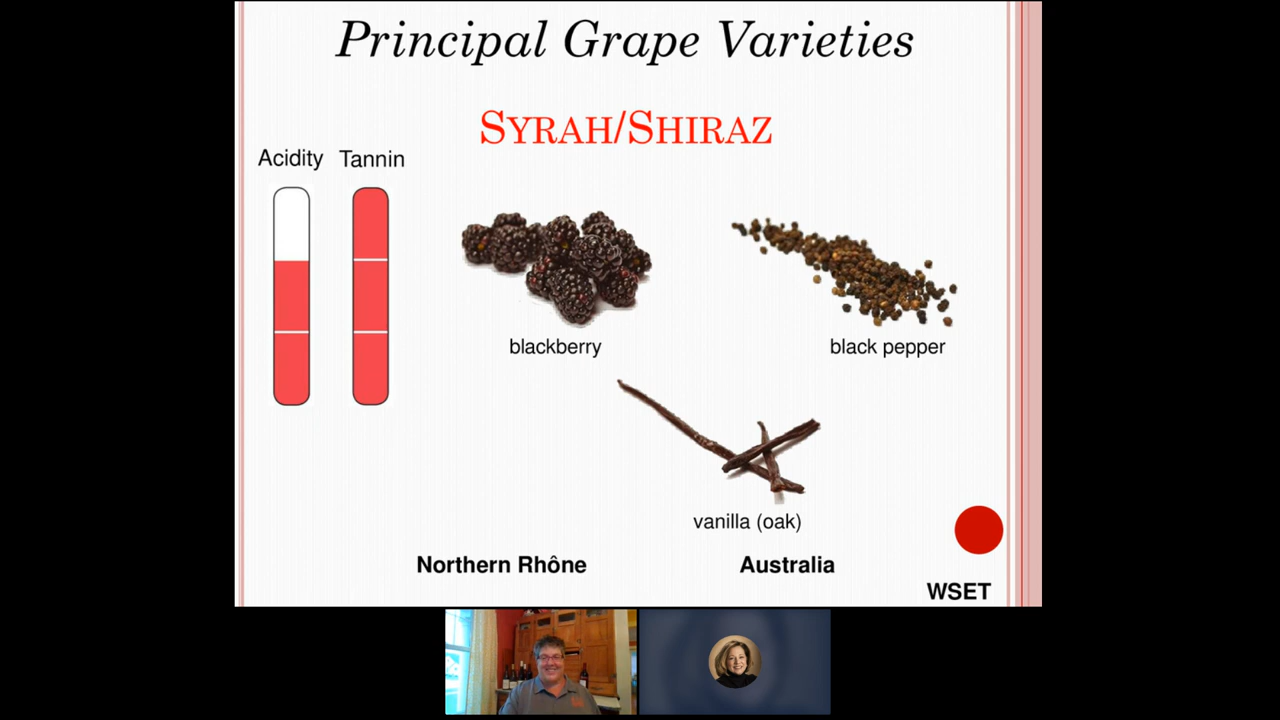 Principal Grape Varieties
SYRAH/SHIRAZ
Acidity Tannin
blackberry
black pepper
vanilla (oak)
Northern Rhône
Australia
WSET